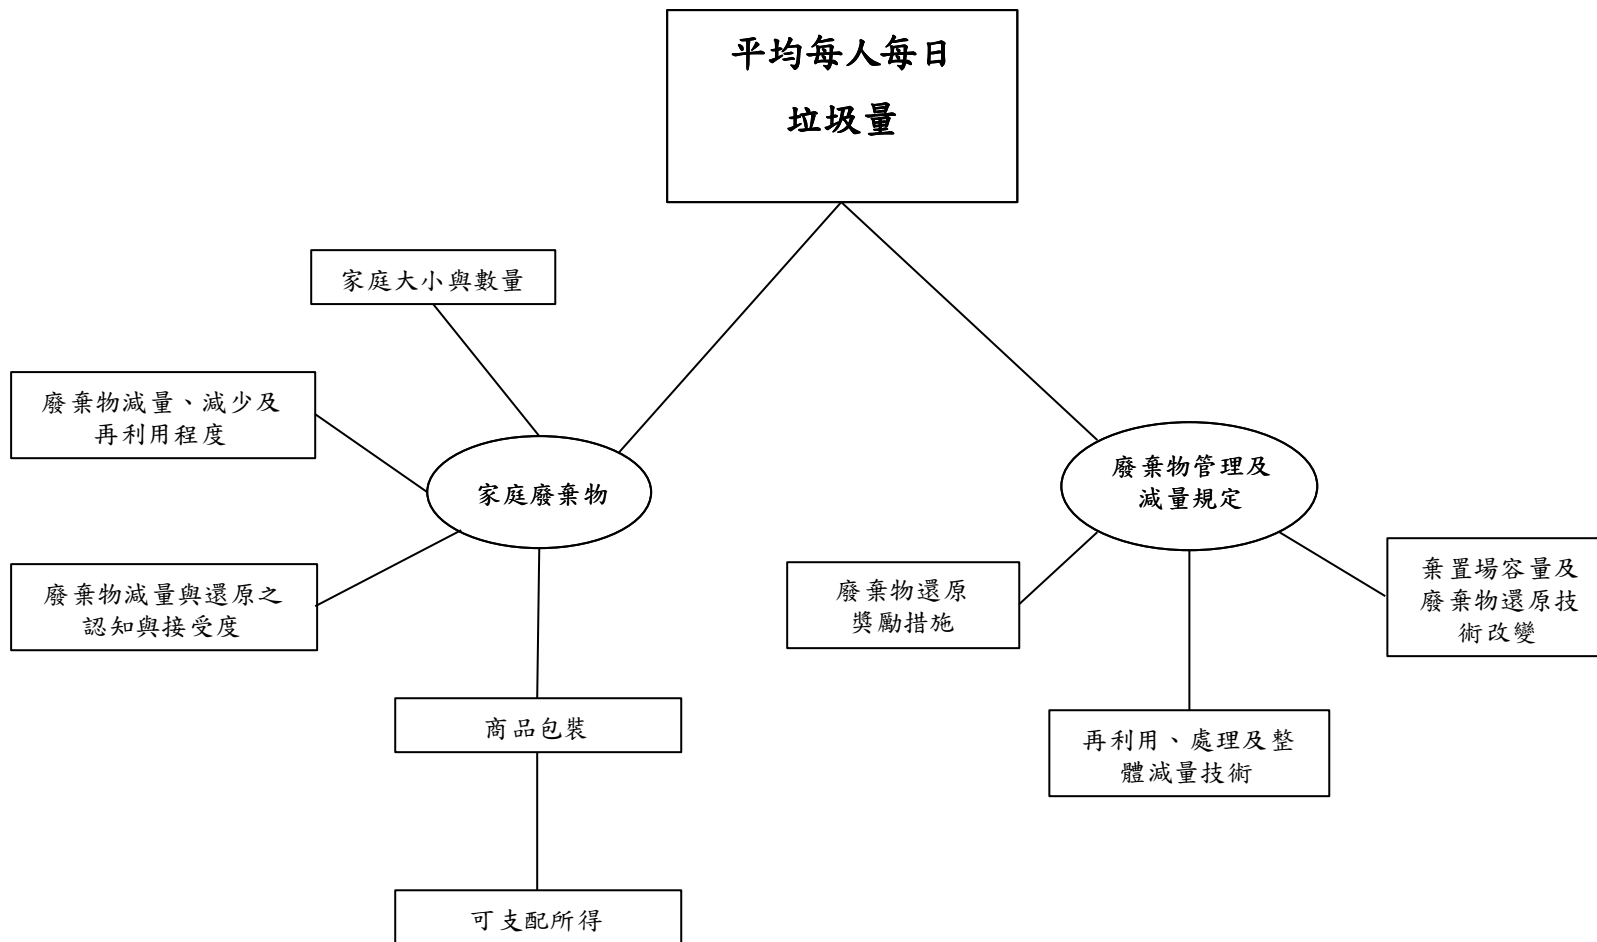 平均每人每日
垃圾量
家庭大小與數量
廢棄物減量、減少及
再利用程度
家庭廢棄物
廢棄物管理及
減量規定
廢棄物減量與還原之
認知與接受度
廢棄物還原
獎勵措施
棄置場容量及
廢棄物還原技
術改變
商品包裝
再利用、處理及整
體減量技術
可支配所得